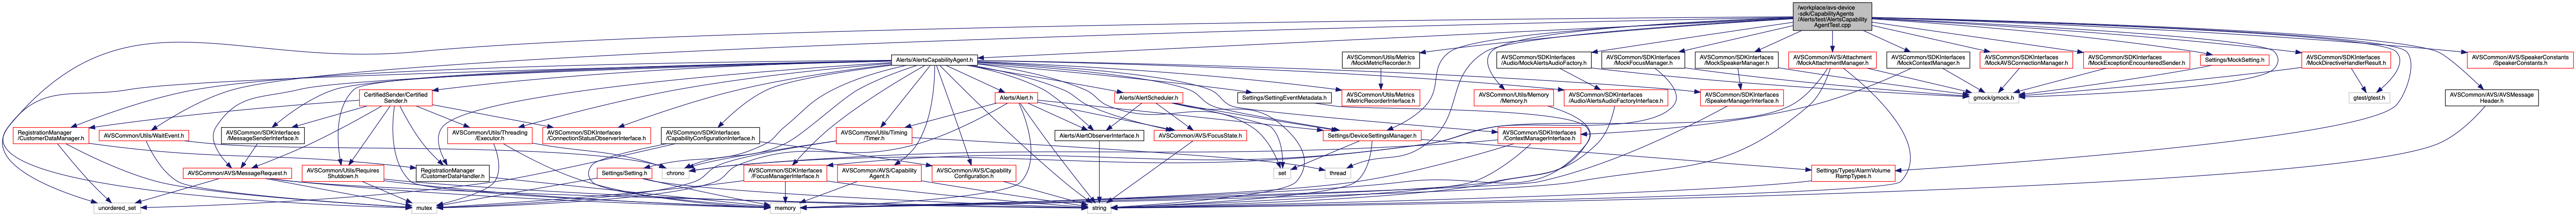 /workplace/avs-device
-sdk/CapabilityAgents
/Alerts/test/AlertsCapability
AgentTest.cpp
Alerts/AlertsCapabilityAgent.h
AVSCommon/Utils/Metrics
/MockMetricRecorder.h
AVSCommon/SDKInterfaces
/Audio/MockAlertsAudioFactory.h
AVSCommon/SDKInterfaces
/MockFocusManager.h
AVSCommon/SDKInterfaces
/MockSpeakerManager.h
AVSCommon/AVS/Attachment
/MockAttachmentManager.h
AVSCommon/SDKInterfaces
/MockContextManager.h
AVSCommon/SDKInterfaces
/MockAVSConnectionManager.h
AVSCommon/SDKInterfaces
/MockExceptionEncounteredSender.h
Settings/MockSetting.h
AVSCommon/SDKInterfaces
/MockDirectiveHandlerResult.h
AVSCommon/AVS/SpeakerConstants
/SpeakerConstants.h
CertifiedSender/Certified
Sender.h
Alerts/Alert.h
Alerts/AlertScheduler.h
Settings/SettingEventMetadata.h
AVSCommon/Utils/Metrics
/MetricRecorderInterface.h
AVSCommon/Utils/Memory
/Memory.h
AVSCommon/SDKInterfaces
/Audio/AlertsAudioFactoryInterface.h
AVSCommon/SDKInterfaces
/SpeakerManagerInterface.h
gmock/gmock.h
gtest/gtest.h
AVSCommon/AVS/AVSMessage
Header.h
RegistrationManager
/CustomerDataManager.h
AVSCommon/Utils/WaitEvent.h
AVSCommon/SDKInterfaces
/MessageSenderInterface.h
AVSCommon/Utils/Threading
/Executor.h
AVSCommon/SDKInterfaces
/ConnectionStatusObserverInterface.h
AVSCommon/SDKInterfaces
/CapabilityConfigurationInterface.h
AVSCommon/Utils/Timing
/Timer.h
Alerts/AlertObserverInterface.h
AVSCommon/AVS/FocusState.h
Settings/DeviceSettingsManager.h
AVSCommon/SDKInterfaces
/ContextManagerInterface.h
AVSCommon/AVS/MessageRequest.h
AVSCommon/Utils/Requires
Shutdown.h
RegistrationManager
/CustomerDataHandler.h
Settings/Setting.h
chrono
AVSCommon/SDKInterfaces
/FocusManagerInterface.h
AVSCommon/AVS/Capability
Agent.h
AVSCommon/AVS/Capability
Configuration.h
set
thread
Settings/Types/AlarmVolume
RampTypes.h
unordered_set
mutex
memory
string